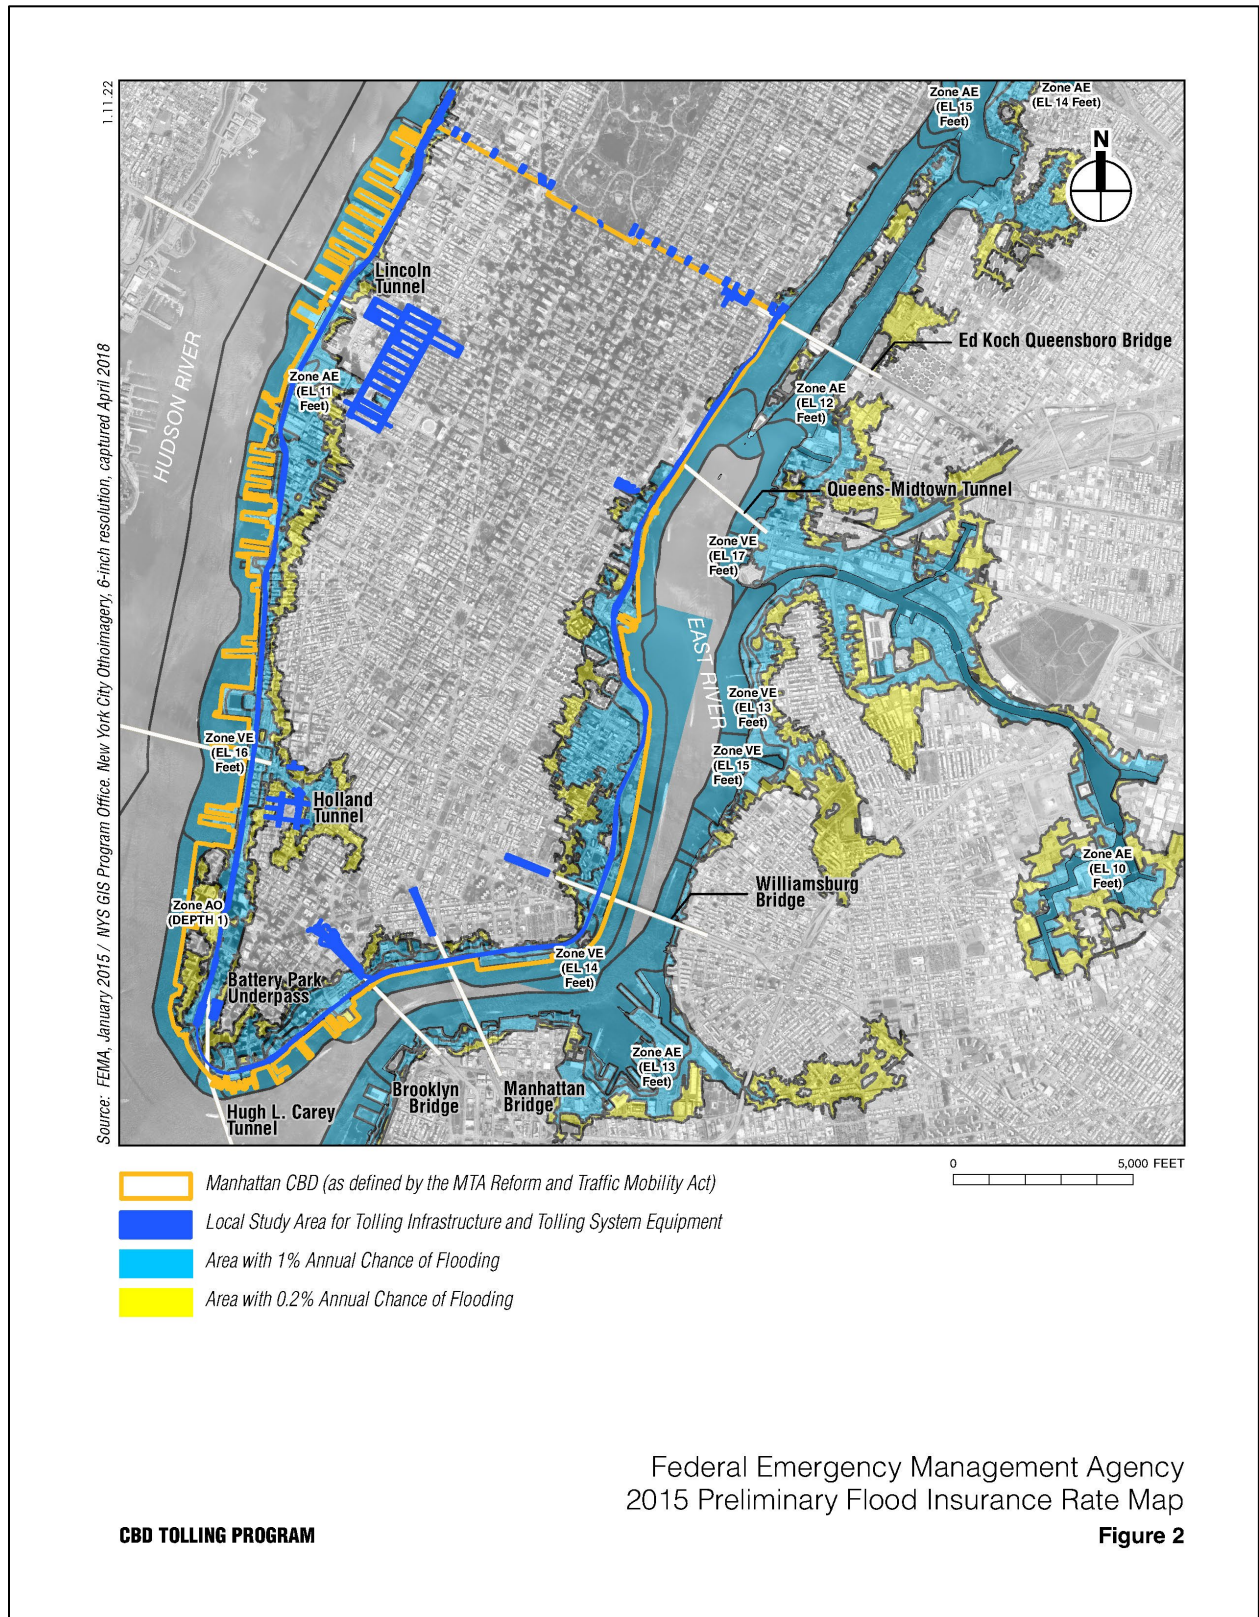 1.11.22
Source: FEMA, January 2015 / NYS GIS Program Office. New York City Othoimagery, 6-inch resolution, captured April 2018
Zone AE
(EL 15
Feet)
Zone AE
(EL 14 Feet)
N
Lincoln
Tunnel
HUDSON RIVER
Ed Koch Queensboro Bridge
Zone AE
(EL 11
Feet)
Zone AE
(EL 12
Feet)
Queens-Midtown Tunnel
Zone VE
(EL 17
Feet)
EAST RIVER
Zone VE
(EL 13
Feet)
Zone VE
(EL 16
Feet)
Zone VE
(EL 15
Feet)
Holland
Tunnel
Zone AE
(EL 10
Feet)
Williamsburg
Bridge
Zone AO
(DEPTH 1)
Zone VE
(EL 14
Feet)
Battery Park
Underpass
Zone AE
(EL 13
Feet)
Brooklyn
Bridge
Manhattan
Bridge
Hugh L. Carey
Tunnel
0 5,000 FEET
Manhattan CBD (as defined by the MTA Reform and Traffic Mobility Act)
Local Study Area for Tolling Infrastructure and Tolling System Equipment
Area with 1% Annual Chance of Flooding
Area with 0.2% Annual Chance of Flooding
Federal Emergency Management Agency
2015 Preliminary Flood Insurance Rate Map
CBD TOLLING PROGRAM
Figure 2